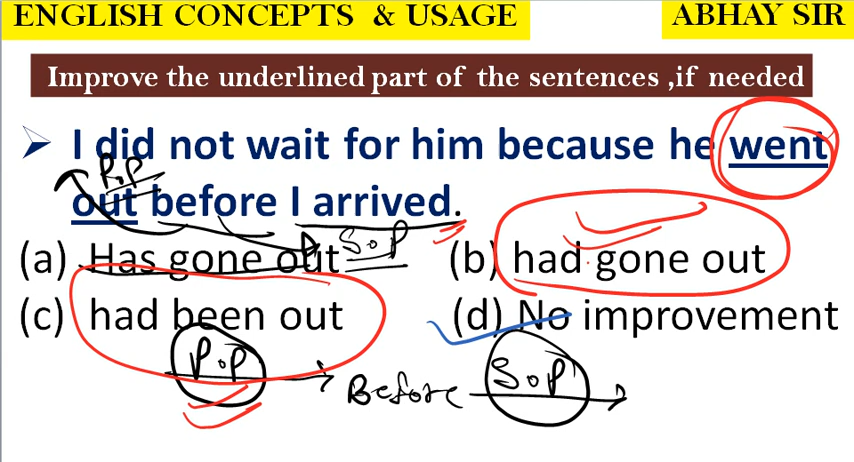 ENGLISH CONCEPTS & USAGE
ABHAY SIR
Improve the underlined part of the sentences ,if needed
➤ I did not wait for him because he went
P.P
out before I arrived.
S.P
(a) Has gone out (b) had gone out
(c) had been out (d) No improvement
P.P → Before S.P →